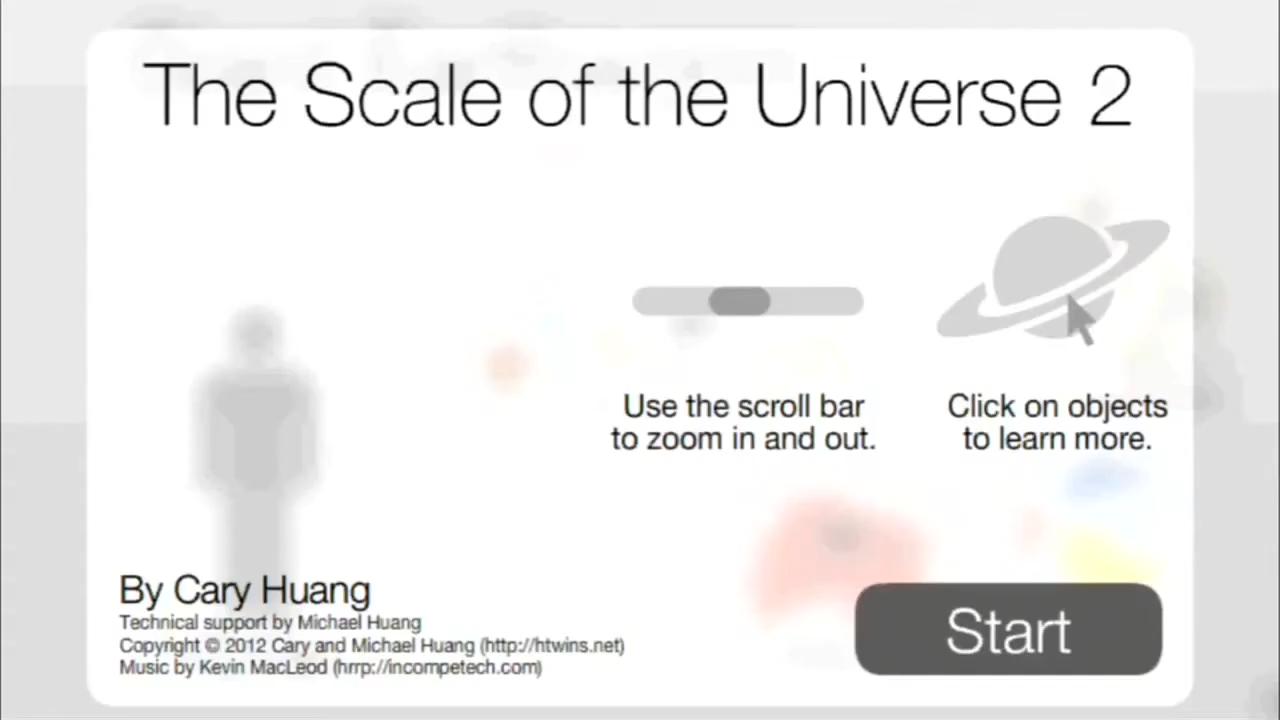 The Scale of the Universe 2
Use the scroll bar
to zoom in and out.
Click on objects
to learn more.
By Cary Huang
Technical support by Michael Huang
Copyright © 2012 Cary and Michael Huang (http://htwins.net)
Music by Kevin MacLeod (hrrp://incompetech.com)
Start